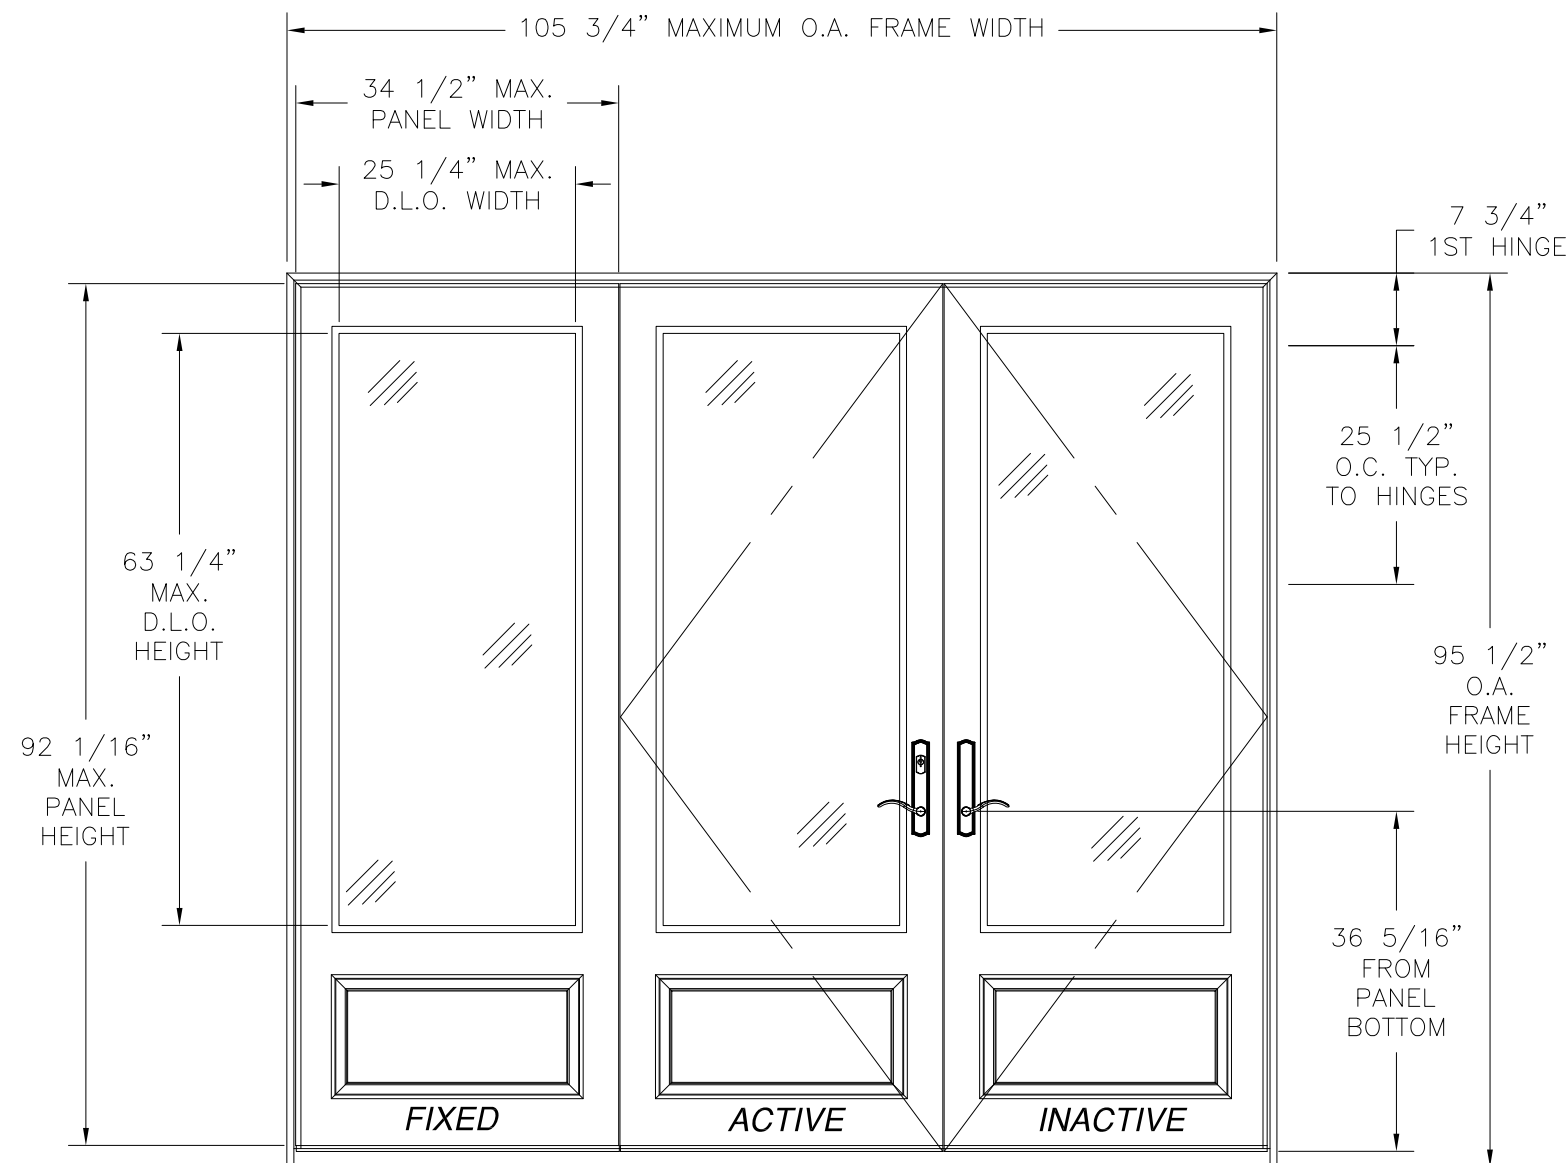 105 3/4” MAXIMUM O.A. FRAME WIDTH
34 1/2” MAX.
PANEL WIDTH
25 1/4” MAX.
D.L.O. WIDTH
7 3/4”
1ST HINGE
25 1/2”
O.C. TYP.
TO HINGES
63 1/4”
MAX.
D.L.O.
HEIGHT
95 1/2”
O.A.
FRAME
HEIGHT
92 1/16”
MAX.
PANEL
HEIGHT
36 5/16”
FROM
PANEL
BOTTOM
FIXED
ACTIVE
INACTIVE